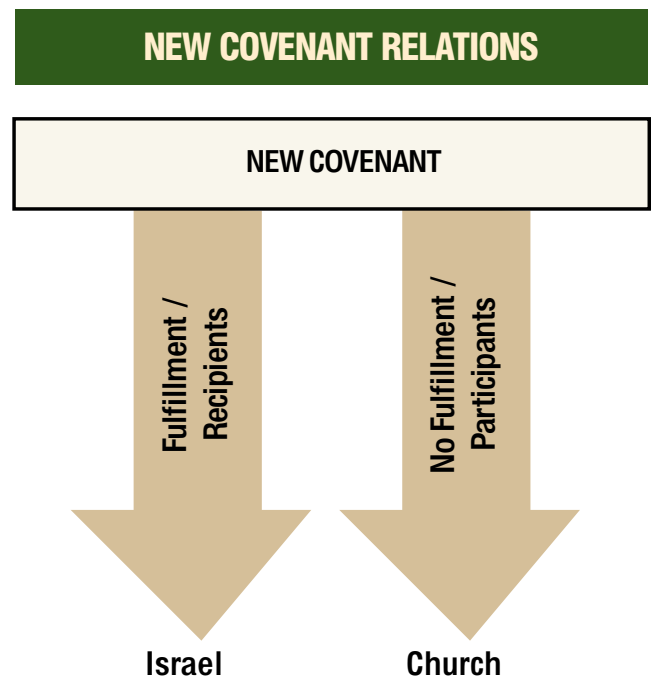 NEW COVENANT RELATIONS
NEW COVENANT
Fulfillment /
Recipients
No Fulfillment /
Participants
Israel
Church